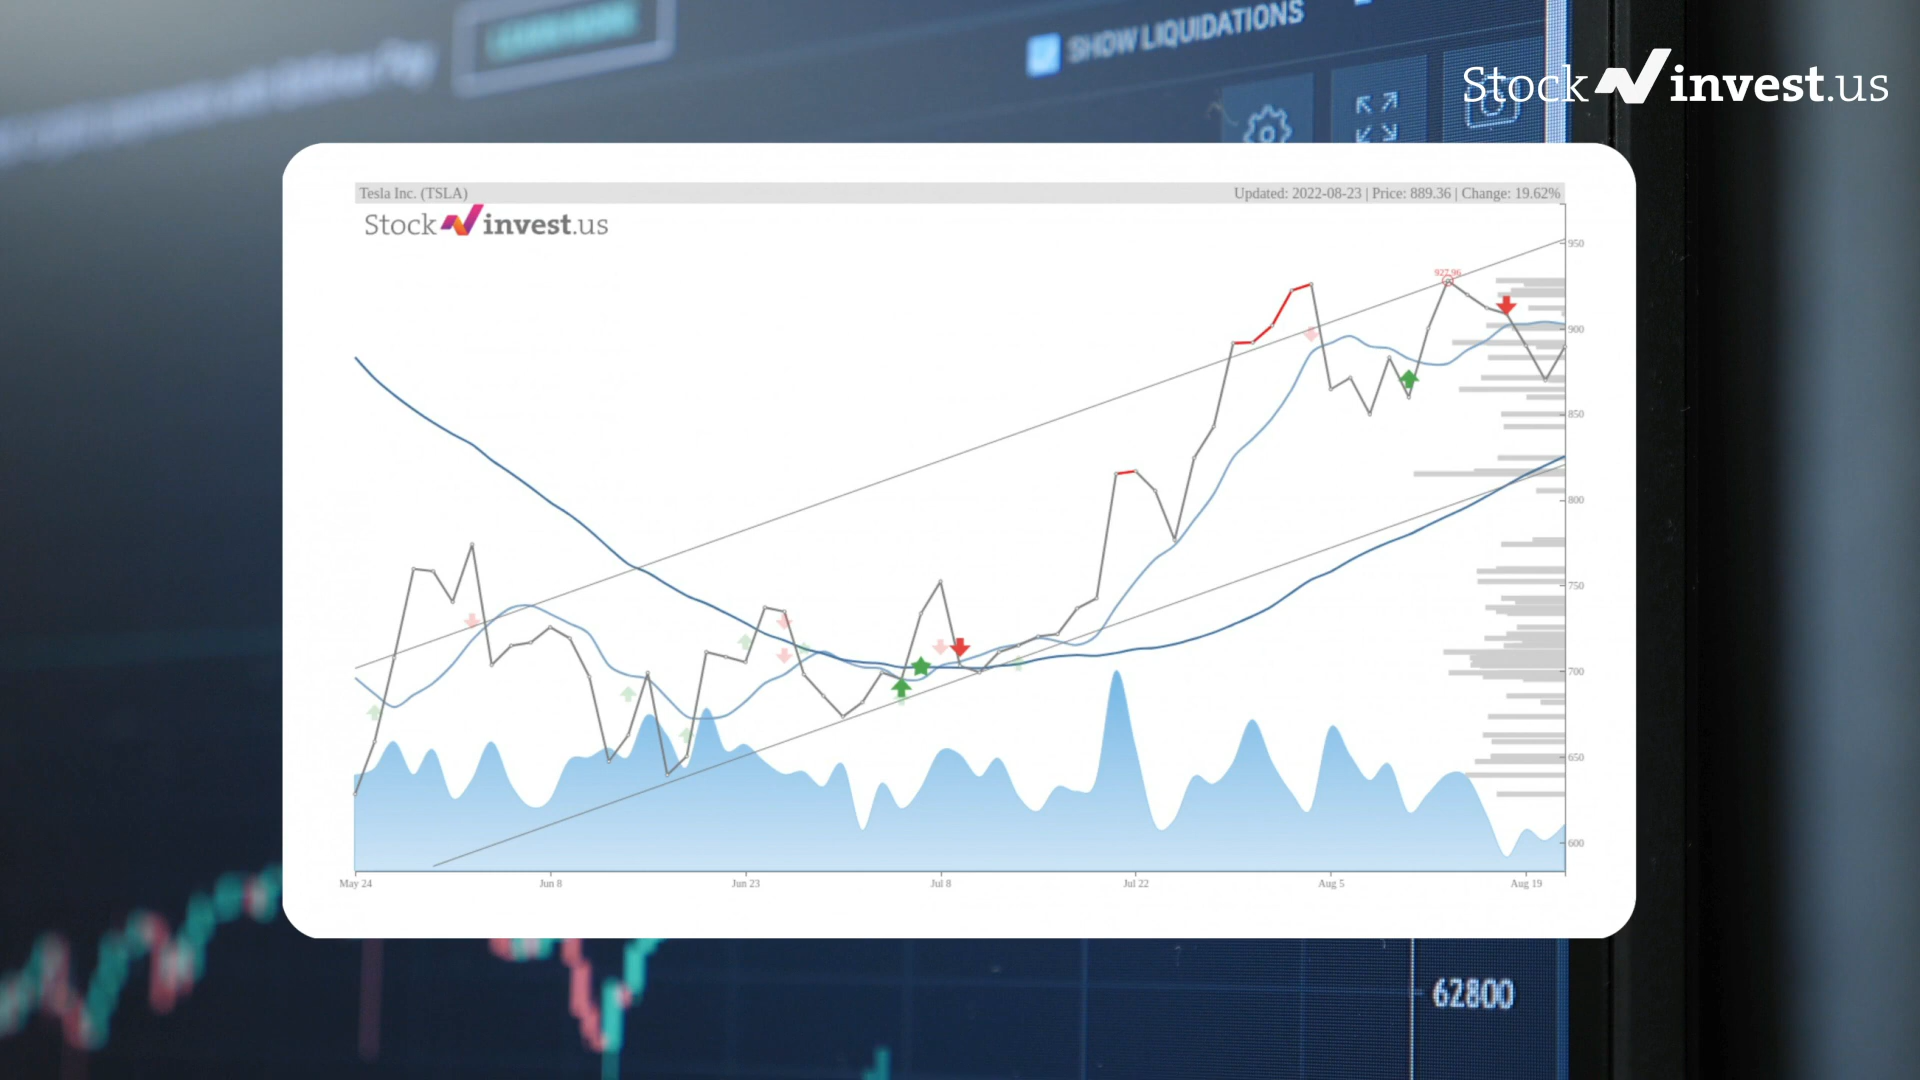 SHOW LIQUIDATIONS
Stock invest.us
Tesla Inc. (TSLA)
Updated: 2022-08-23 | Price: 889.36 | Change: 19.62%
Stock invest.us
950
927.96
900
850
800
750
700
650
600
May 24
Jun 8
Jun 23
Jul 8
Jul 22
Aug 5
Aug 19
62800